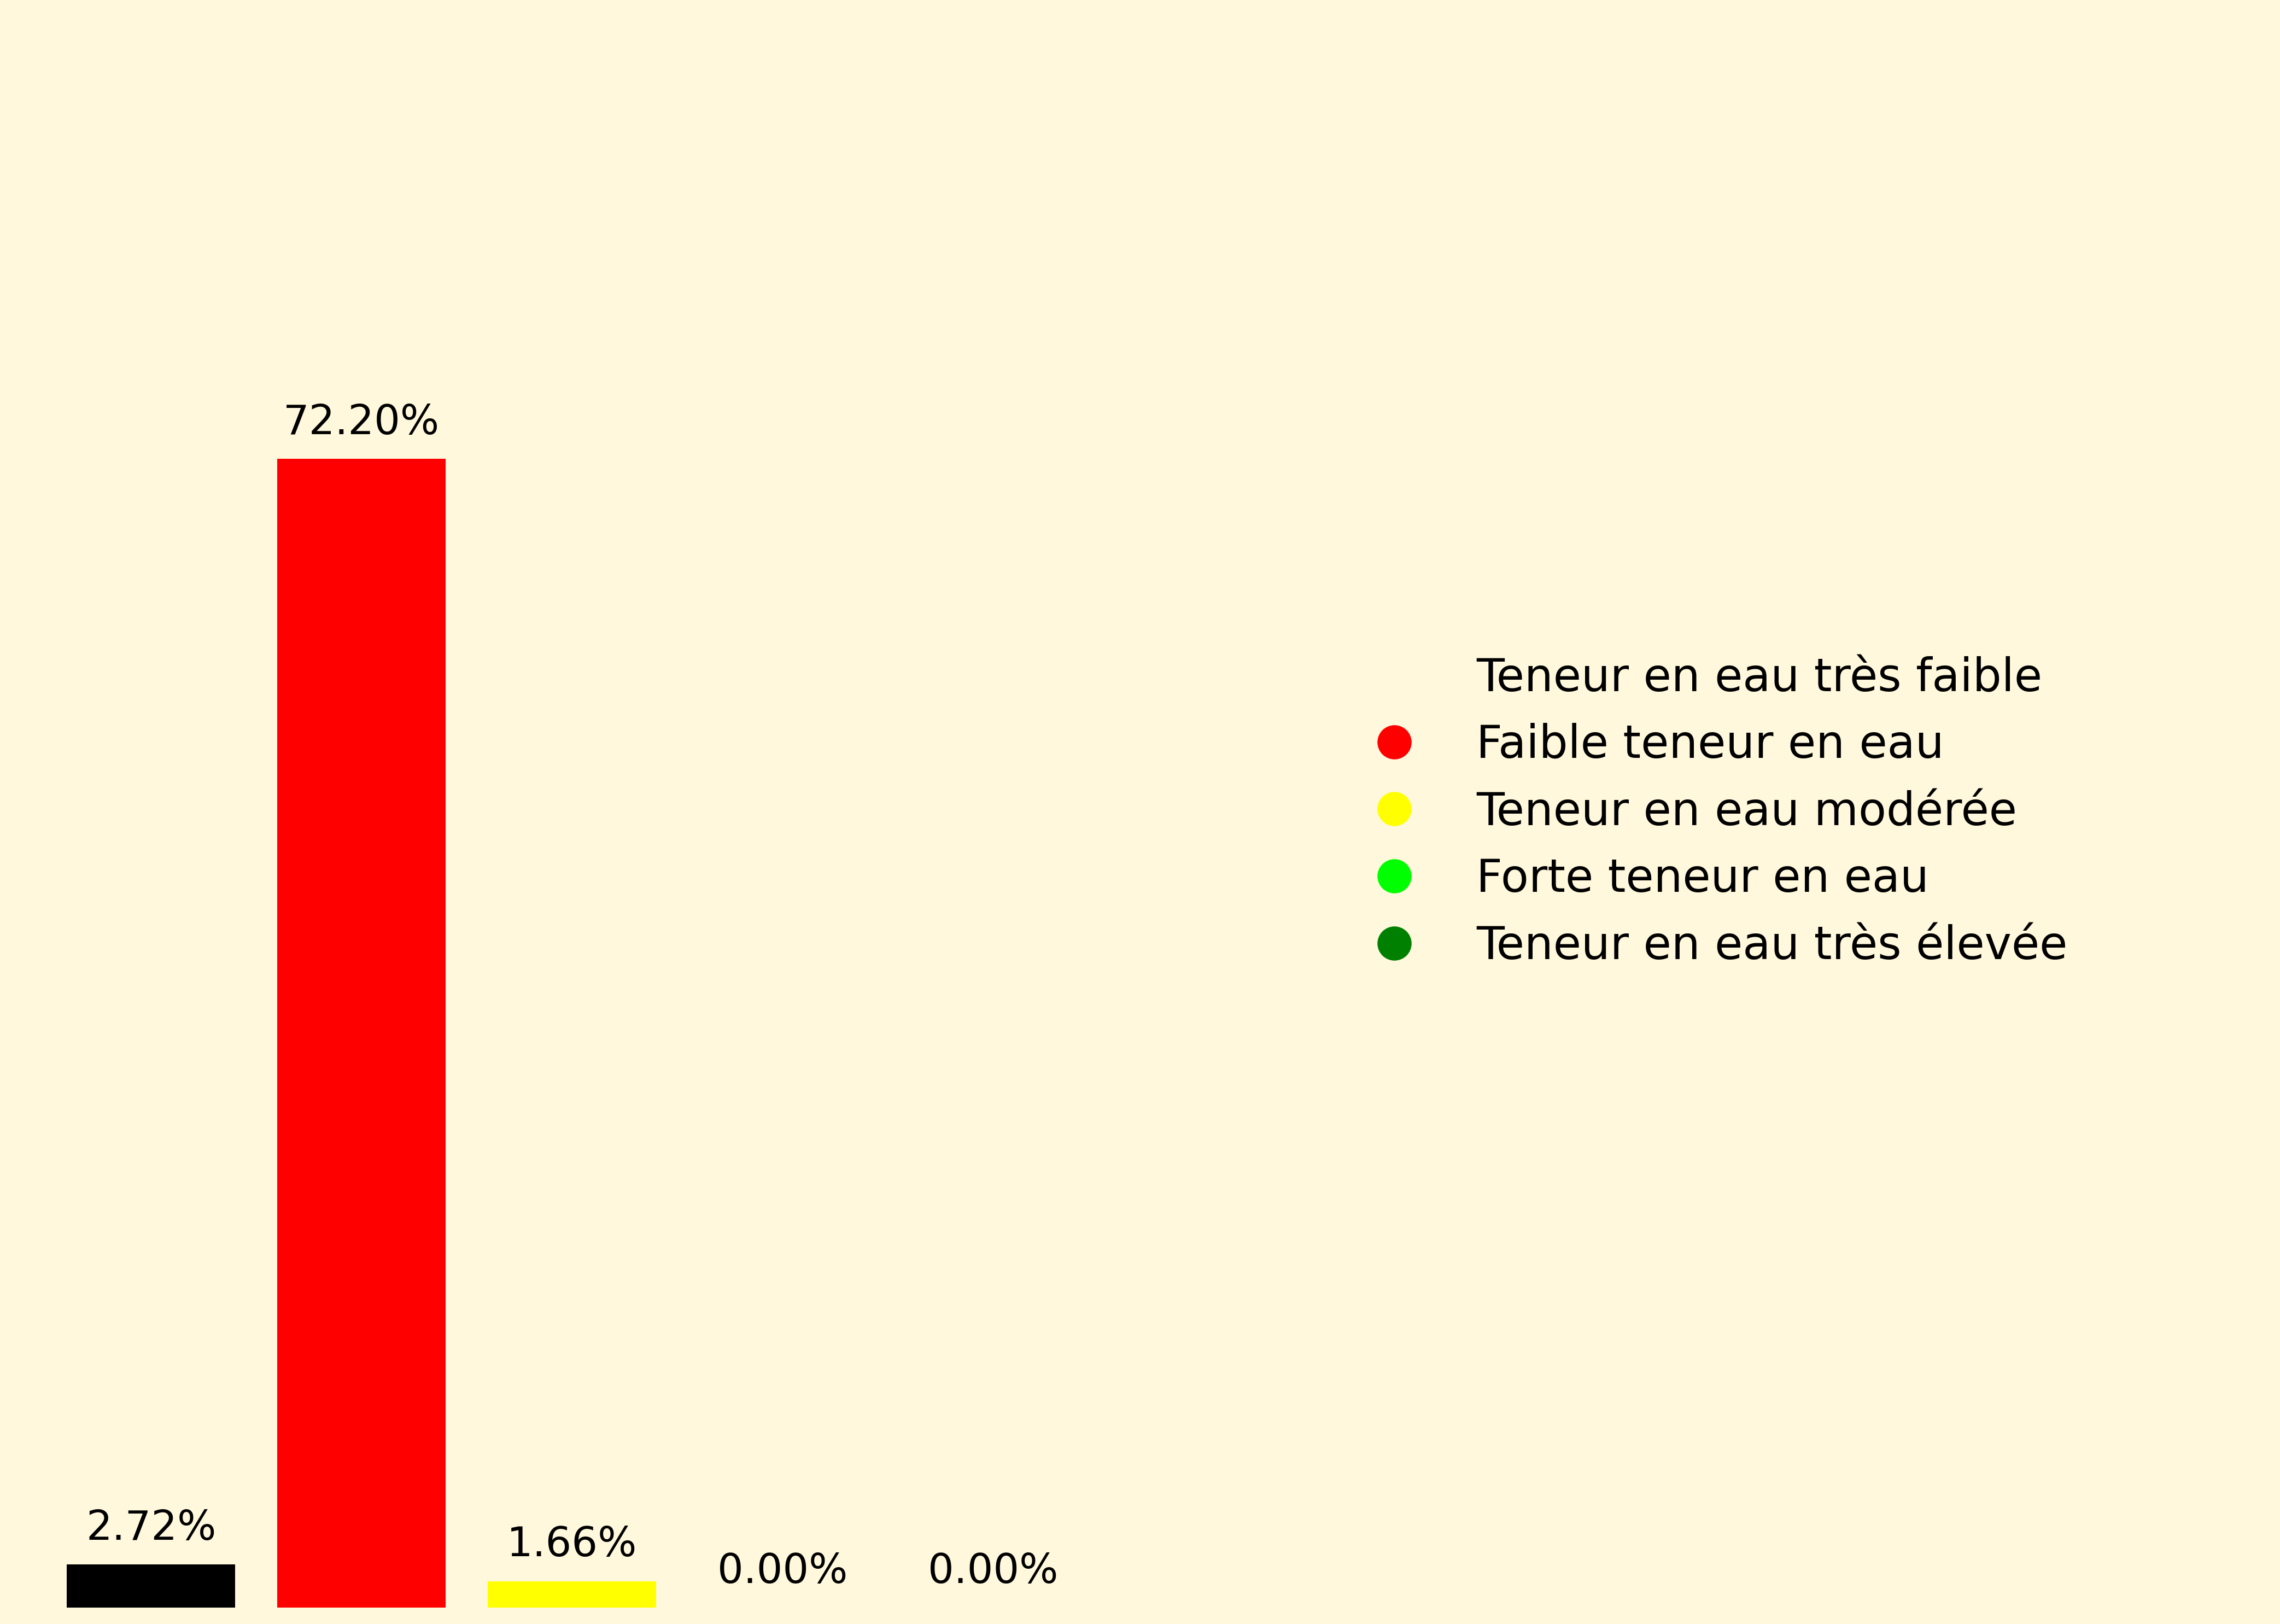 72.20%
2.72%
1.66%
0.00%
0.00%
Teneur en eau très faible
Faible teneur en eau
Teneur en eau modérée
Forte teneur en eau
Teneur en eau très élevée